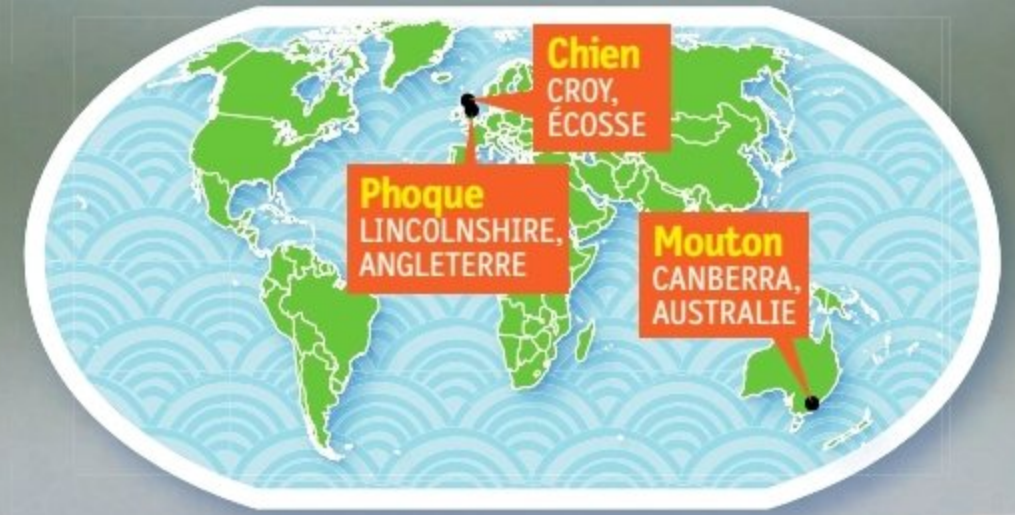 Chien
CROY,
ÉCOSSE
Phoque
LINCOLNSHIRE,
ANGLETERRE
Mouton
CANBERRA,
AUSTRALIE